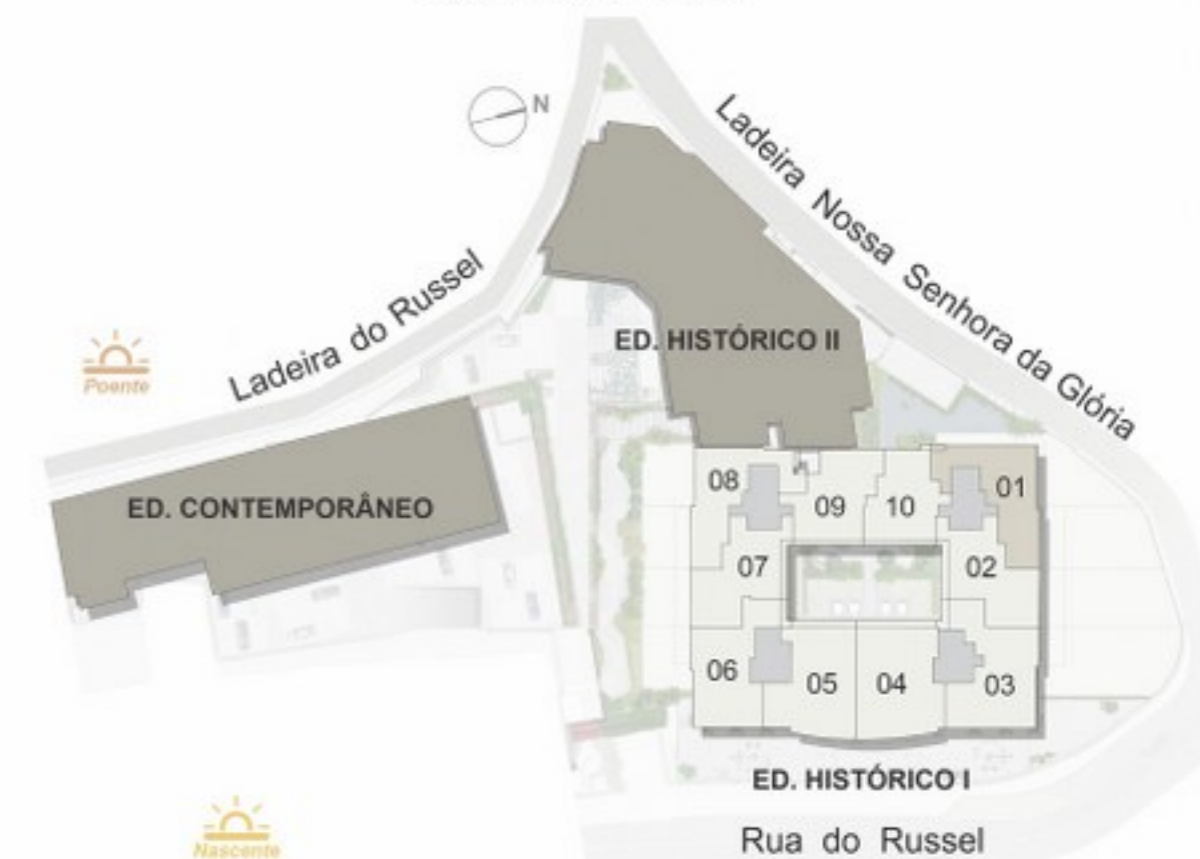 N
Ladeira Nossa Senhora da Glória
Ladeira do Russel
Poente
ED. HISTÓRICO II
ED. CONTEMPORÂNEO
08
09
10
01
07
02
06
05
04
03
ED. HISTÓRICO I
Rua do Russel
Nascente